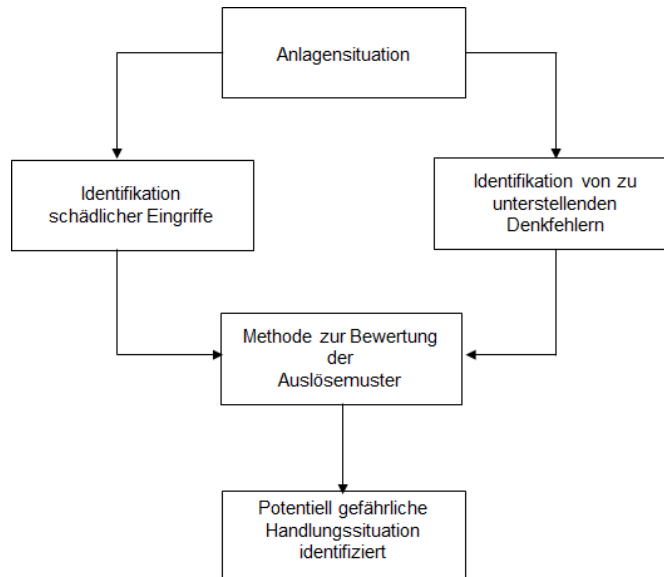 Anlagensituation
Identifikation
schädlicher Eingriffe
Identifikation von zu
unterstellenden
Denkfehlern
Methode zur Bewertung
der
Auslösemuster
Potentiell gefährliche
Handlungssituation
identifiziert